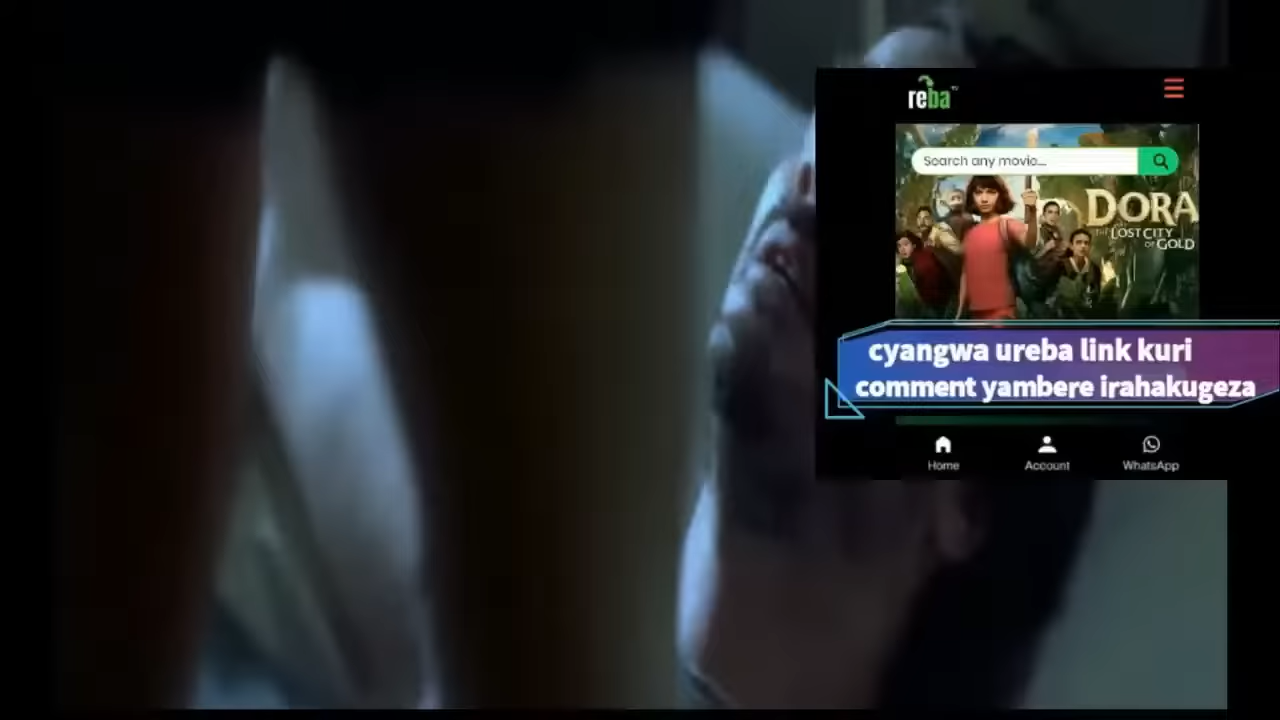 reba
Search any movie...
DORA
AND THE LOST CITY
OF GOLD
cyangwa ureba link kuri
comment yambere irahakugeza
Home
Account
WhatsApp